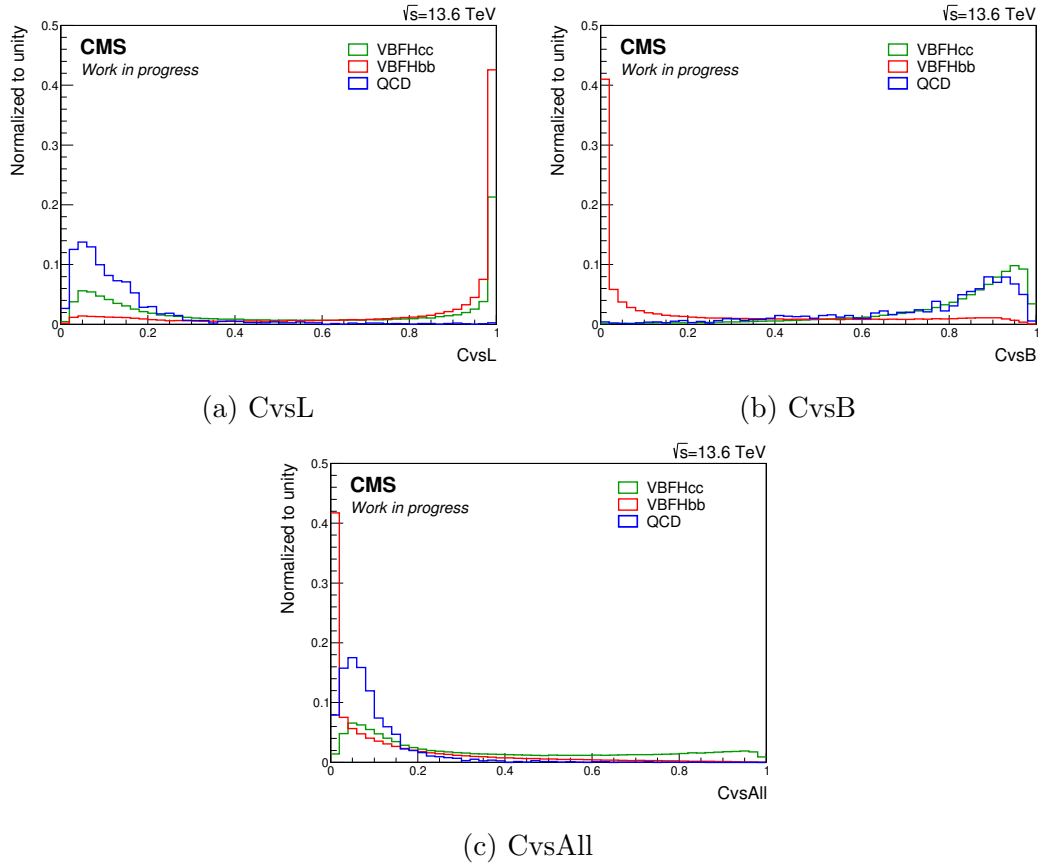 √s=13.6 TeV
CMS
Work in progress
VBFHcc
VBFHbb
QCD
Normalized to unity
0.5
0.4
0.3
0.2
0.1
0
0 0.2 0.4 0.6 0.8 1
CvsL
(a) CvsL
√s=13.6 TeV
CMS
Work in progress
VBFHcc
VBFHbb
QCD
Normalized to unity
0.5
0.4
0.3
0.2
0.1
0
0 0.2 0.4 0.6 0.8 1
CvsB
(b) CvsB
√s=13.6 TeV
CMS
Work in progress
VBFHcc
VBFHbb
QCD
Normalized to unity
0.5
0.4
0.3
0.2
0.1
0
0 0.2 0.4 0.6 0.8 1
CvsAll
(c) CvsAll